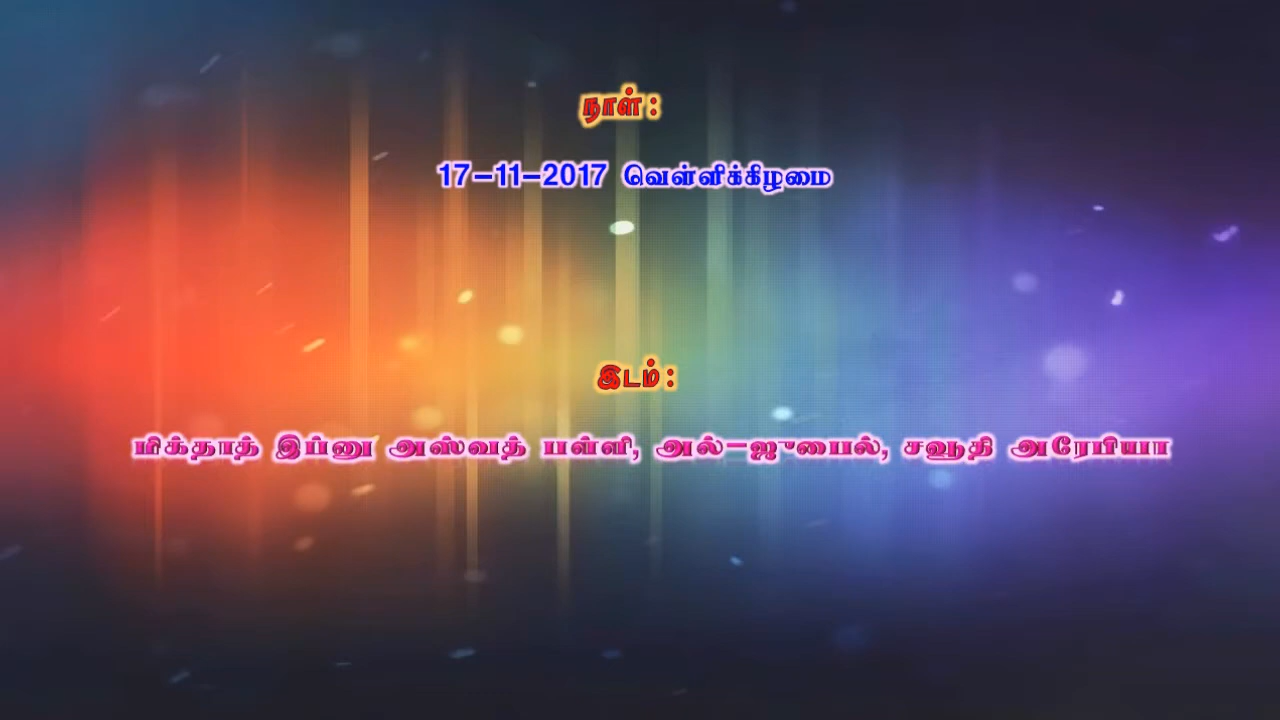 நாள் :
17-11-2017 வெள்ளிக்கிழமை
இடம் :
மிக்தாத் இப்னு அஸ்வத் பள்ளி, அல்-ஜுபைல், சவூதி அரேபியா